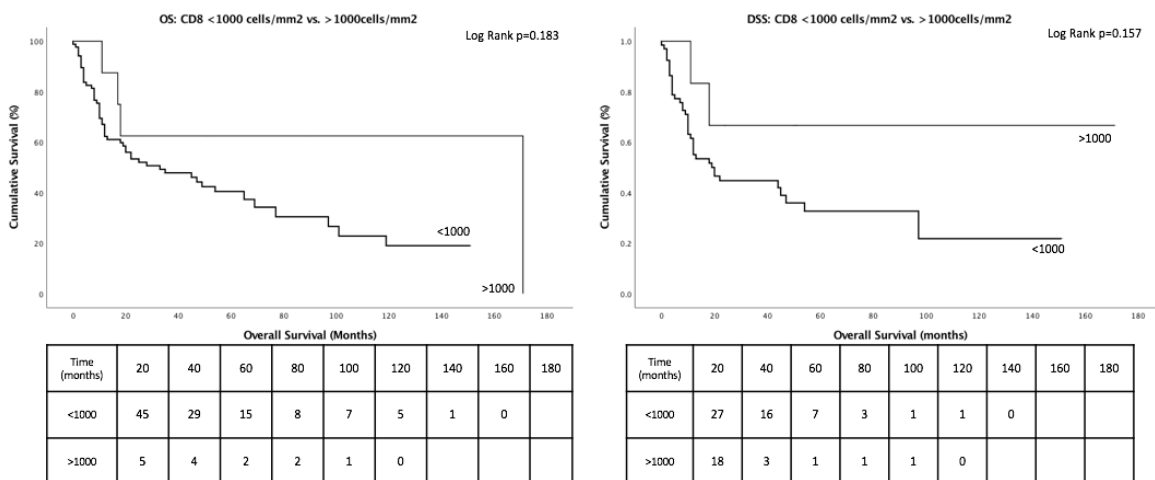 OS: CD8 <1000 cells/mm2 vs. >1000cells/mm2
Log Rank p=0.183
Cumulative Survival (%)
100
80
60
40
20
0
<1000
>1000
0 20 40 60 80 100 120 140 160 180
Overall Survival (Months)
Time (months) 20 40 60 80 100 120 140 160 180
<1000 45 29 15 8 7 5 1 0
>1000 5 4 2 2 1 0
DSS: CD8 <1000 cells/mm2 vs. >1000cells/mm2
Log Rank p=0.157
Cumulative Survival (%)
1.0
0.8
0.6
0.4
0.2
0.0
>1000
<1000
0 20 40 60 80 100 120 140 160 180
Overall Survival (months)
Time (months) 20 40 60 80 100 120 140 160 180
<1000 27 16 7 3 1 1 0
>1000 18 3 1 1 1 0